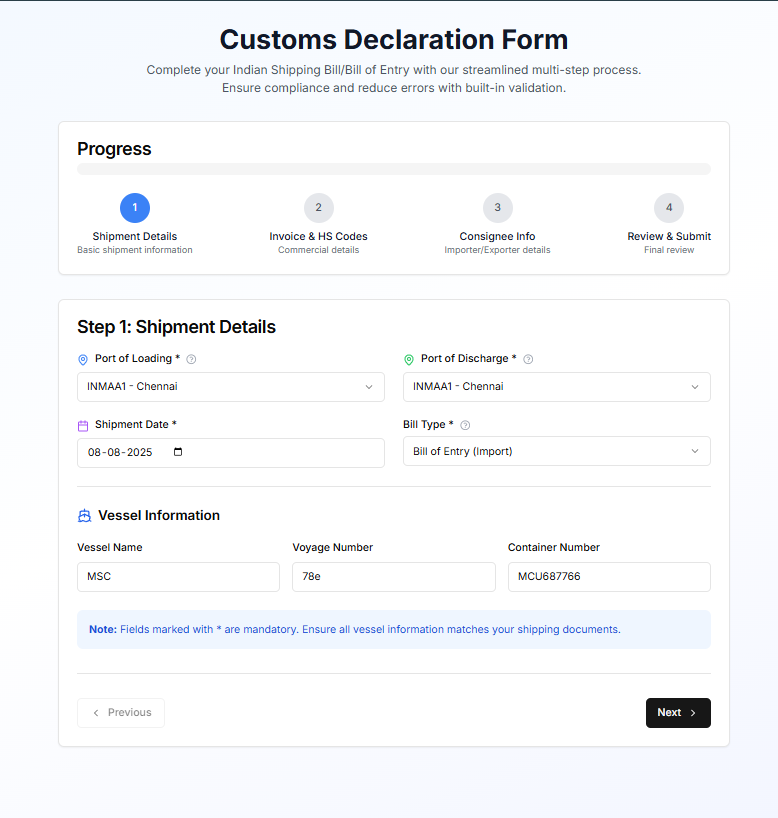 Customs Declaration Form
Complete your Indian Shipping Bill/Bill of Entry with our streamlined multi-step process.
Ensure compliance and reduce errors with built-in validation.
Progress
1 2 3 4
Shipment Details Invoice & HS Codes Consignee Info Review & Submit
Basic shipment information Commercial details Importer/Exporter details Final review
Step 1: Shipment Details
Port of Loading * Port of Discharge *
INMAA1 - Chennai INMAA1 - Chennai
Shipment Date * Bill Type *
08-08-2025 Bill of Entry (Import)
Vessel Information
Vessel Name Voyage Number Container Number
MSC 78e MCU687766
Note: Fields marked with * are mandatory. Ensure all vessel information matches your shipping documents.
Previous Next